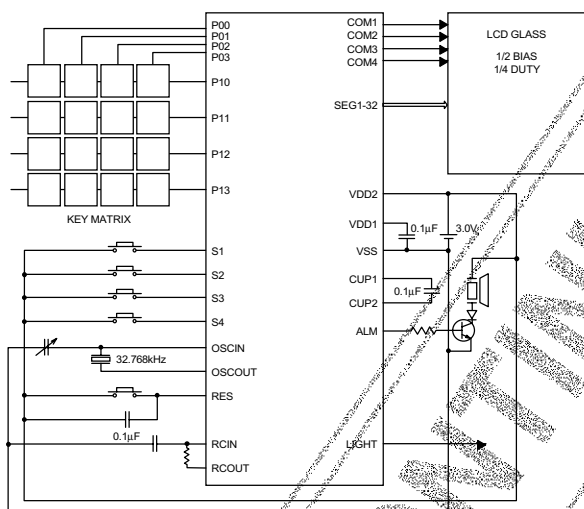 P00
P01
P02
P03
P10
P11
P12
P13
KEY MATRIX
S1
S2
S3
S4
OSCIN
32.768kHz
OSCOUT
RES
0.1µF
RCIN
RCOUT
COM1
COM2
COM3
COM4
SEG1-32
LCD GLASS
1/2 BIAS
1/4 DUTY
VDD2
VDD1
0.1µF
3.0V
VSS
CUP1
0.1µF
CUP2
ALM
LIGHT